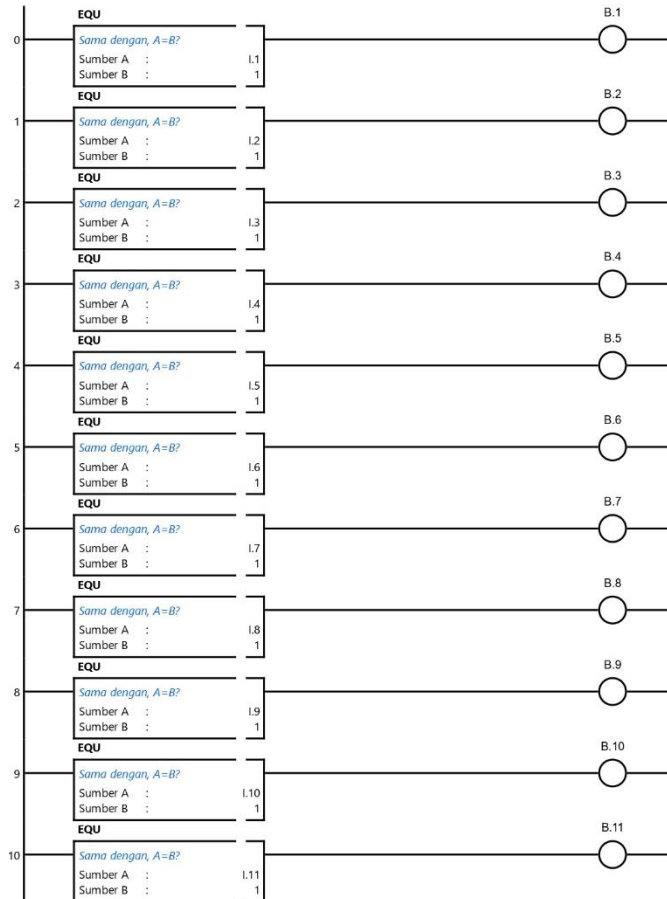 EQU
B.1
0
Sama dengan, A=B?
Sumber A : I.1
Sumber B : 1
EQU
B.2
1
Sama dengan, A=B?
Sumber A : I.2
Sumber B : 1
EQU
B.3
2
Sama dengan, A=B?
Sumber A : I.3
Sumber B : 1
EQU
B.4
3
Sama dengan, A=B?
Sumber A : I.4
Sumber B : 1
EQU
B.5
4
Sama dengan, A=B?
Sumber A : I.5
Sumber B : 1
EQU
B.6
5
Sama dengan, A=B?
Sumber A : I.6
Sumber B : 1
EQU
B.7
6
Sama dengan, A=B?
Sumber A : I.7
Sumber B : 1
EQU
B.8
7
Sama dengan, A=B?
Sumber A : I.8
Sumber B : 1
EQU
B.9
8
Sama dengan, A=B?
Sumber A : I.9
Sumber B : 1
EQU
B.10
9
Sama dengan, A=B?
Sumber A : I.10
Sumber B : 1
EQU
B.11
10
Sama dengan, A=B?
Sumber A : I.11
Sumber B : 1